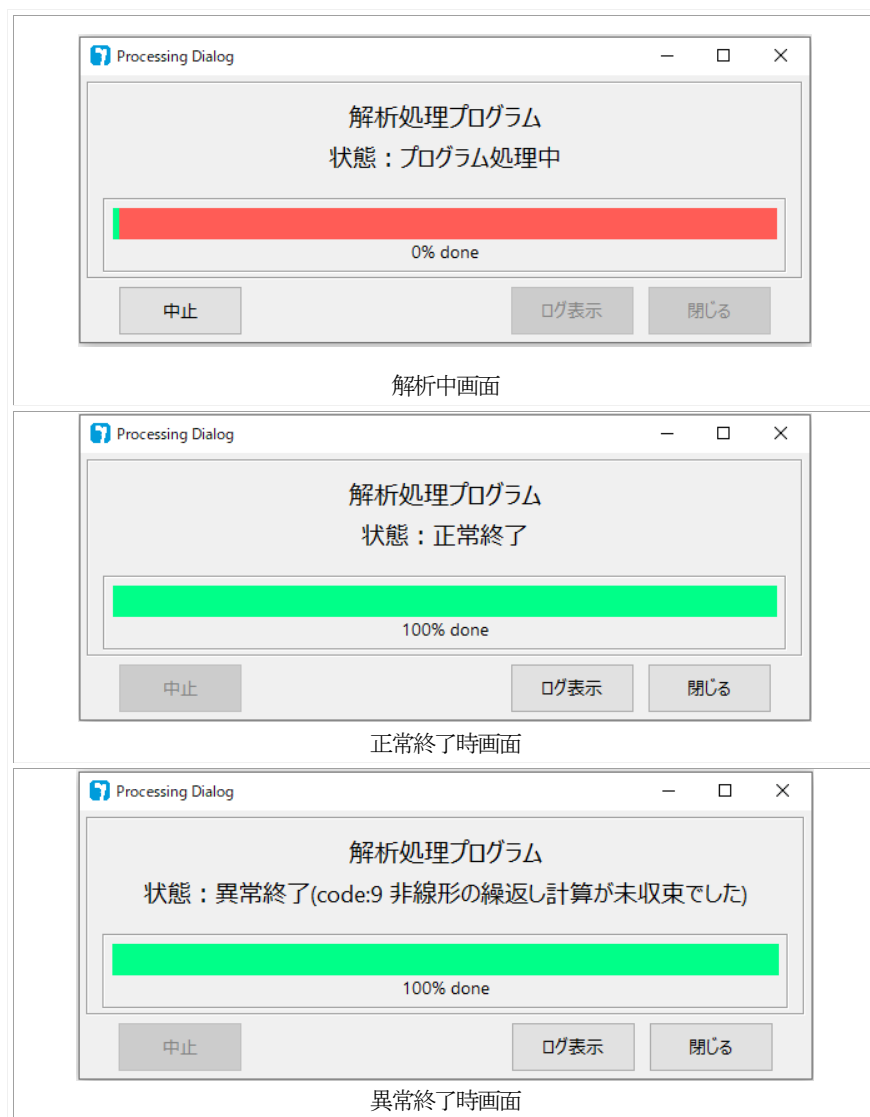 Processing Dialog
解析処理プログラム
状態：プログラム処理中
0% done
中止 ログ表示 閉じる
解析中画面
Processing Dialog
解析処理プログラム
状態：正常終了
100% done
中止 ログ表示 閉じる
正常終了時画面
Processing Dialog
解析処理プログラム
状態：異常終了(code:9 非線形の繰返し計算が未収束でした)
100% done
中止 ログ表示 閉じる
異常終了時画面